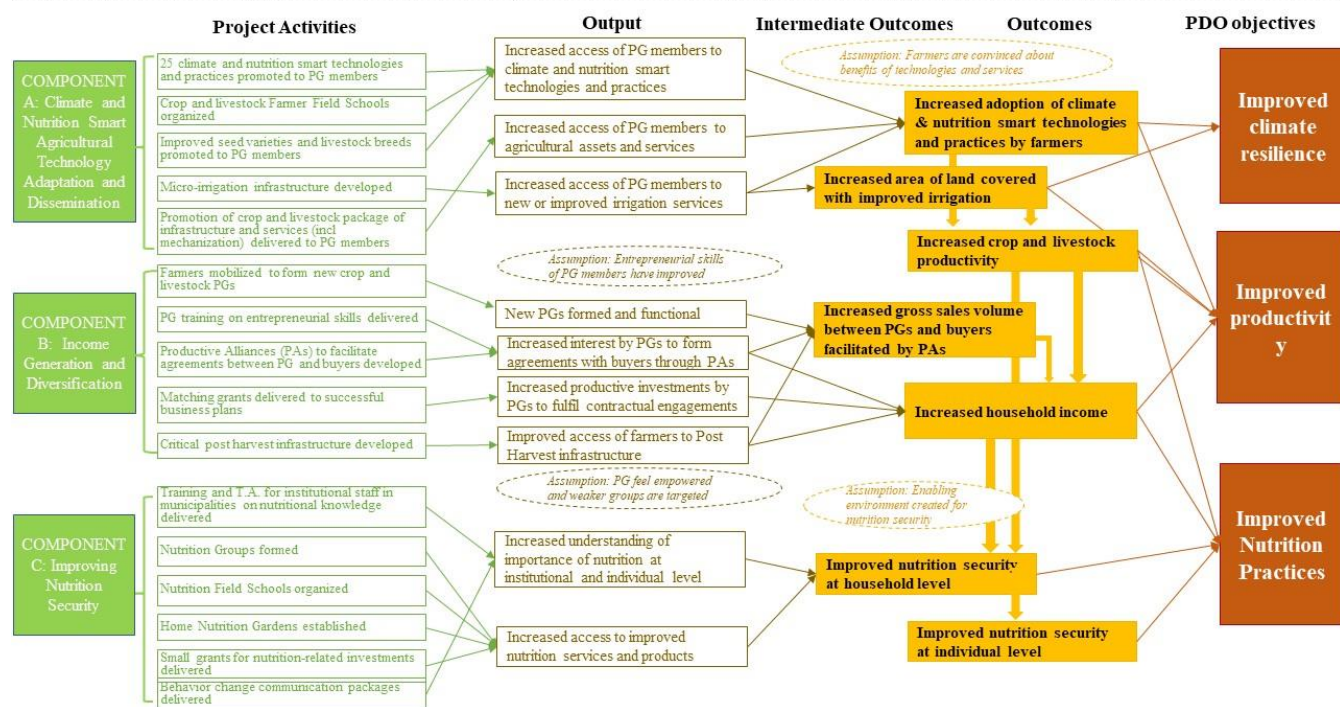 Project Activities
Output
Intermediate Outcomes
Outcomes
PDO objectives
COMPONENT
A: Climate and
Nutrition Smart
Agricultural
Technology
Adaptation and
Dissemination
25 climate and nutrition smart technologies
and practices promoted to PG members
Crop and livestock Farmer Field Schools
organized
Improved seed varieties and livestock breeds
promoted to PG members
Micro-irrigation infrastructure developed
Promotion of crop and livestock package of
infrastructure and services (incl
mechanization) delivered to PG members
Increased access of PG members to
climate and nutrition smart
technologies and practices
Increased access of PG members to
agricultural assets and services
Increased access of PG members to
new or improved irrigation services
Assumption: Farmers are convinced about
benefits of technologies and services
Increased adoption of climate
& nutrition smart technologies
and practices by farmers
Increased area of land covered
with improved irrigation
Increased crop and livestock
productivity
Improved
climate
resilience
COMPONENT
B: Income
Generation and
Diversification
Farmers mobilized to form new crop and
livestock PGs
PG training on entrepreneurial skills delivered
Productive Alliances (PAs) to facilitate
agreements between PG and buyers developed
Matching grants delivered to successful
business plans
Critical post harvest infrastructure developed
Assumption: Entrepreneurial skills
of PG members have improved
New PGs formed and functional
Increased interest by PGs to form
agreements with buyers through PAs
Increased productive investments by
PGs to fulfil contractual engagements
Improved access of farmers to Post
Harvest infrastructure
Increased gross sales volume
between PGs and buyers
facilitated by PAs
Increased household income
Improved
productivit
y
COMPONENT
C: Improving
Nutrition
Security
Training and T.A. for institutional staff in
municipalities on nutritional knowledge
delivered
Nutrition Groups formed
Nutrition Field Schools organized
Home Nutrition Gardens established
Small grants for nutrition-related investments
delivered
Behavior change communication packages
delivered
Assumption: PG feel empowered
and weaker groups are targeted
Increased understanding of
importance of nutrition at
institutional and individual level
Increased access to improved
nutrition services and products
Assumption: Enabling
environment created for
nutrition security
Improved nutrition security
at household level
Improved nutrition security
at individual level
Improved
Nutrition
Practices